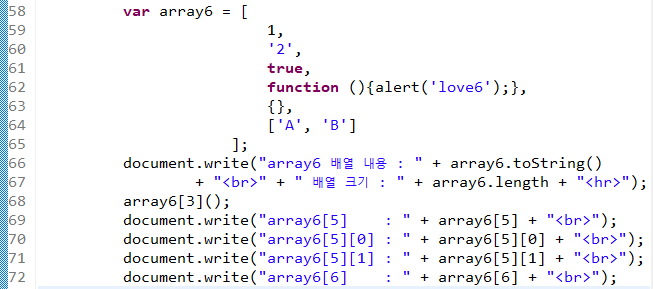 58 var array6 = [
59 1,
60 '2',
61 true,
62 function (){alert('love6');},
63 {},
64 ['A', 'B']
65 ];
66 document.write("array6 배열 내용 : " + array6.toString()
67 + "<br>" + " 배열 크기 : " + array6.length + "<hr>");
68 array6[3]();
69 document.write("array6[5]    : " + array6[5] + "<br>");
70 document.write("array6[5][0] : " + array6[5][0] + "<br>");
71 document.write("array6[5][1] : " + array6[5][1] + "<br>");
72 document.write("array6[6]    : " + array6[6] + "<br>");